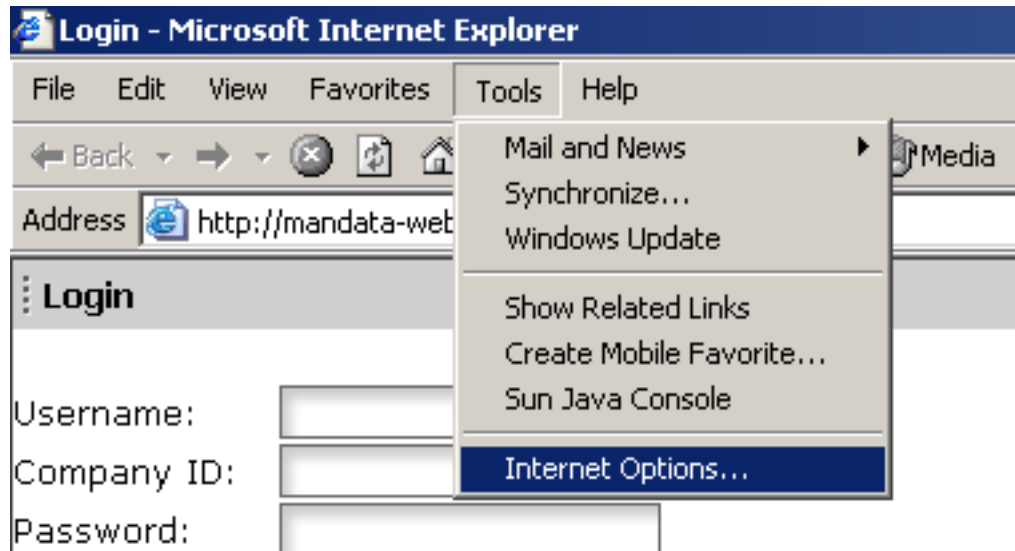 Login - Microsoft Internet Explorer
File Edit View Favorites Tools Help
Back Media
Address http://mandata-web
Mail and News
Synchronize...
Windows Update
Show Related Links
Create Mobile Favorite...
Sun Java Console
Internet Options...
Login
Username:
Company ID:
Password: